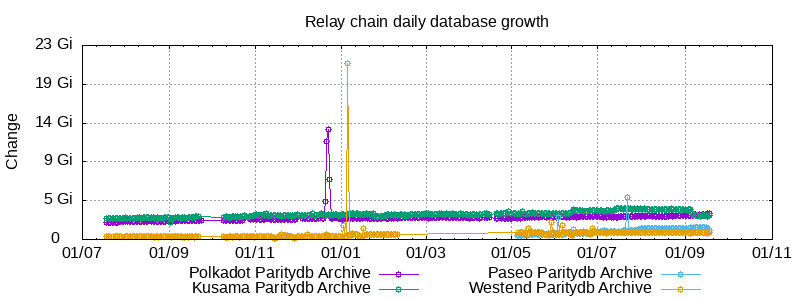 Relay chain daily database growth
23 Gi
19 Gi
14 Gi
9 Gi
5 Gi
0
Change
01/07 01/09 01/11 01/01 01/03 01/05 01/07 01/09 01/11
Polkadot Paritydb Archive Paseo Paritydb Archive
Kusama Paritydb Archive Westend Paritydb Archive